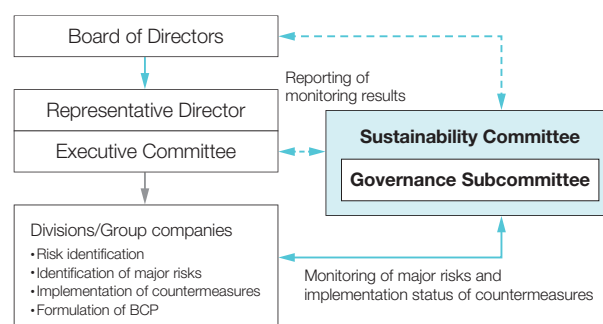 Board of Directors
Reporting of
monitoring results
Representative Director
Executive Committee
Sustainability Committee
Governance Subcommittee
Divisions/Group companies
•Risk identification
•Identification of major risks
•Implementation of countermeasures
•Formulation of BCP
Monitoring of major risks and
implementation status of countermeasures